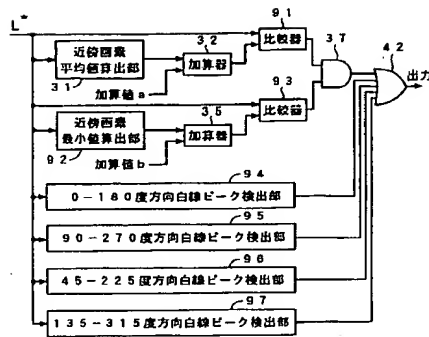 L*
近傍画素
平均値算出部
31
32
加算器
加算値a
91
比較器
37
42
出力
近傍画素
最小値算出部
92
35
加算器
加算値b
93
比較器
94
0-180度方向白線ピーク検出部
95
90-270度方向白線ピーク検出部
96
45-225度方向白線ピーク検出部
97
135-315度方向白線ピーク検出部